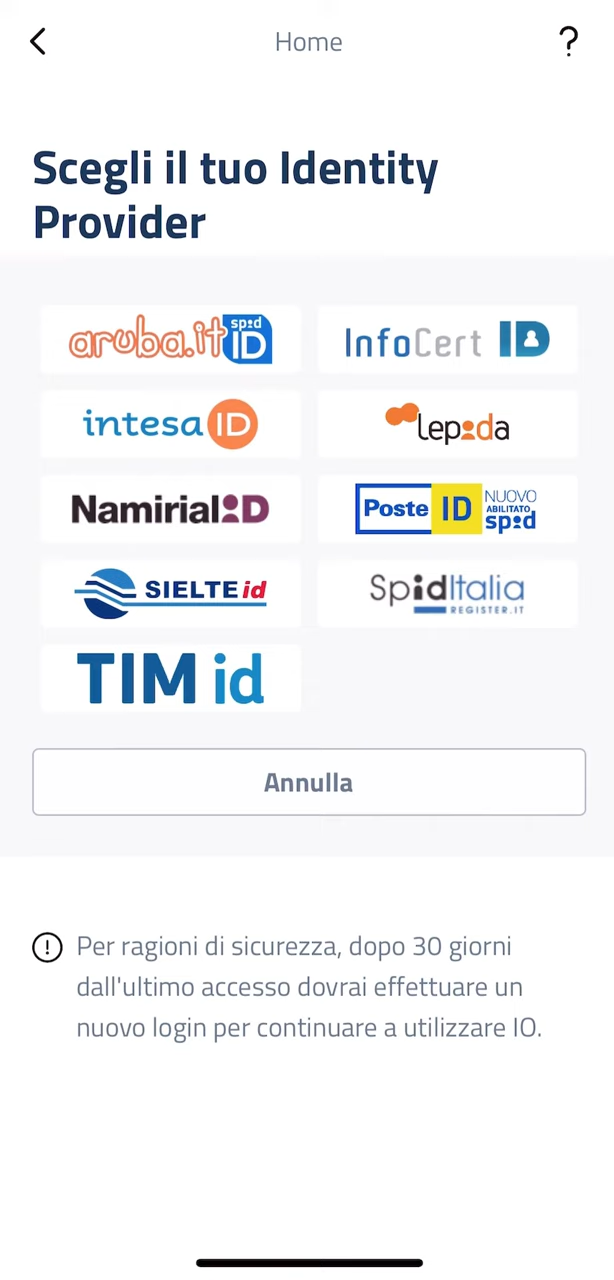 Home
?
Scegli il tuo Identity
Provider
aruba.it spid ID
InfoCert ID
intesa ID
Lepida
Namirial ID
Poste ID NUOVO
ABILITATO
spid
SIELTE id
SpidItalia
REGISTER.IT
TIM id
Annulla
Per ragioni di sicurezza, dopo 30 giorni
dall'ultimo accesso dovrai effettuare un
nuovo login per continuare a utilizzare IO.